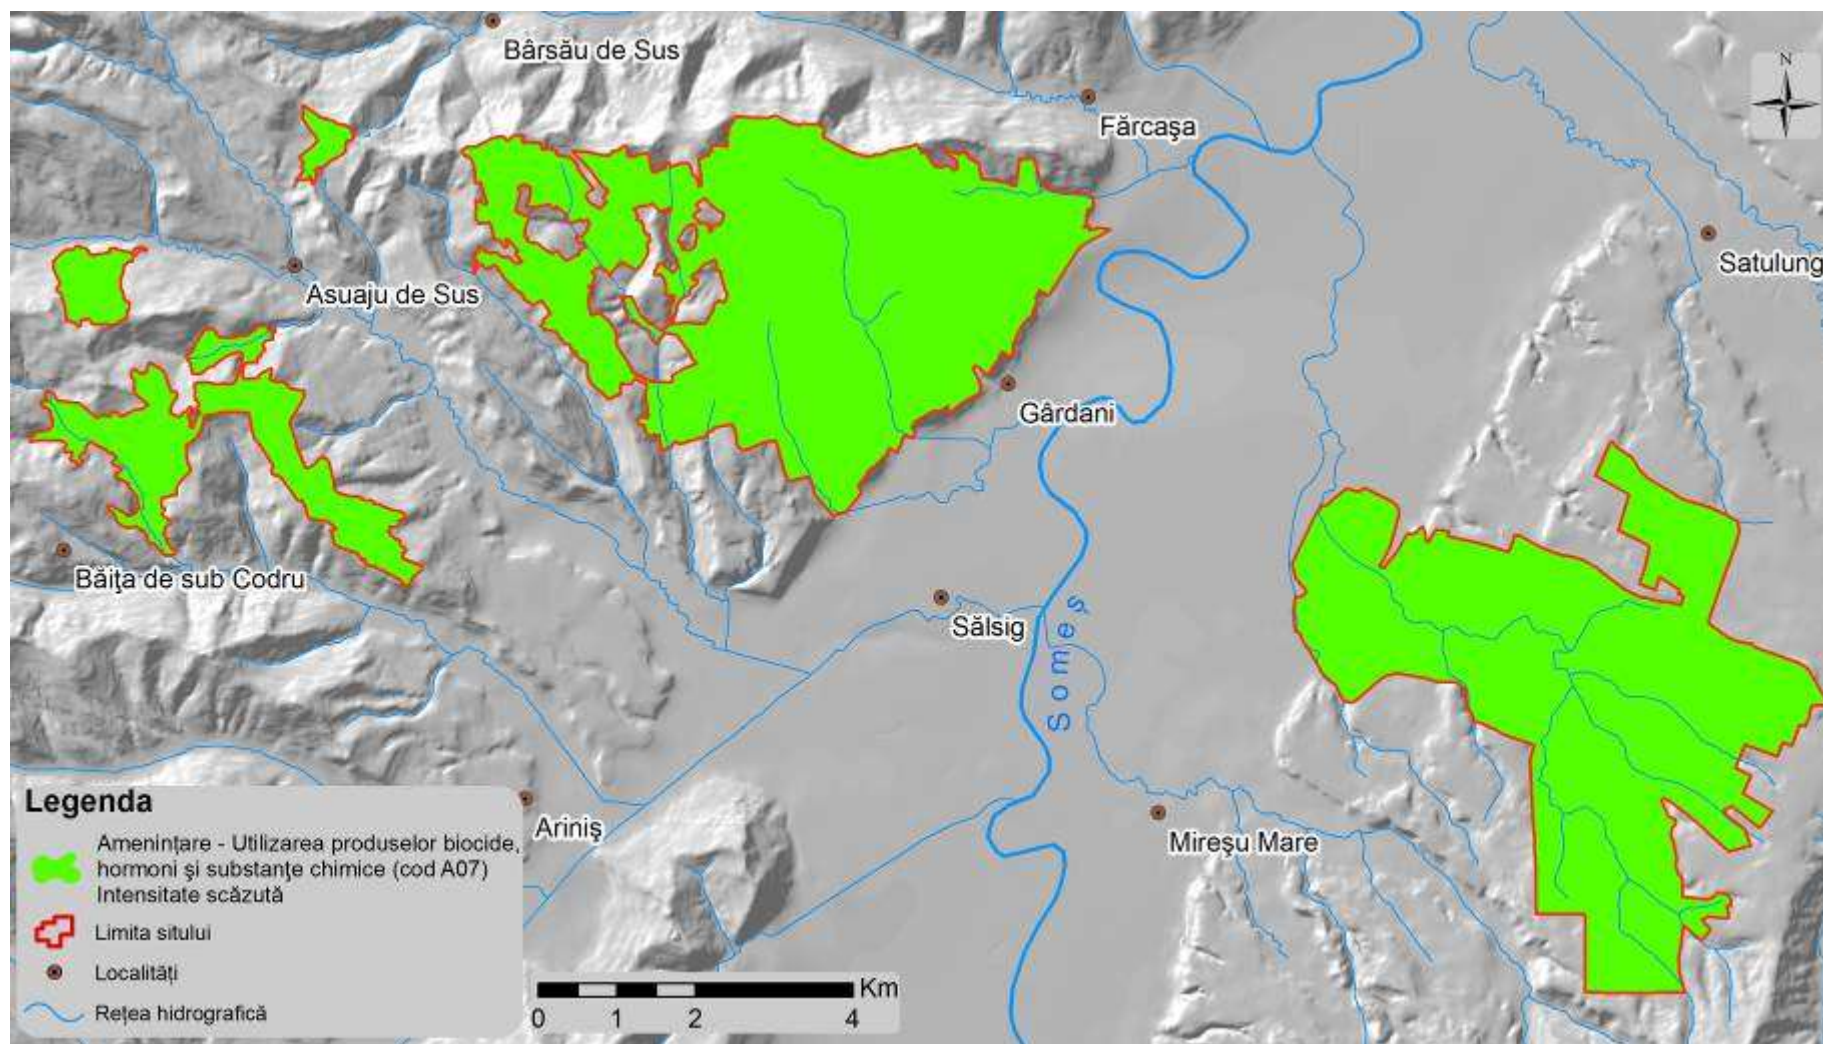 Bârsău de Sus
N
Fărcaşa
Satulung
Asuaju de Sus
Gârdani
Băiţa de sub Codru
Sălsig
Someş
Legenda
Ameninţare - Utilizarea produselor biocide,
hormoni şi substanţe chimice (cod A07)
Intensitate scăzută
Limita sitului
Localităţi
Reţea hidrografică
Ariniş
Mireşu Mare
Km
0 1 2 4